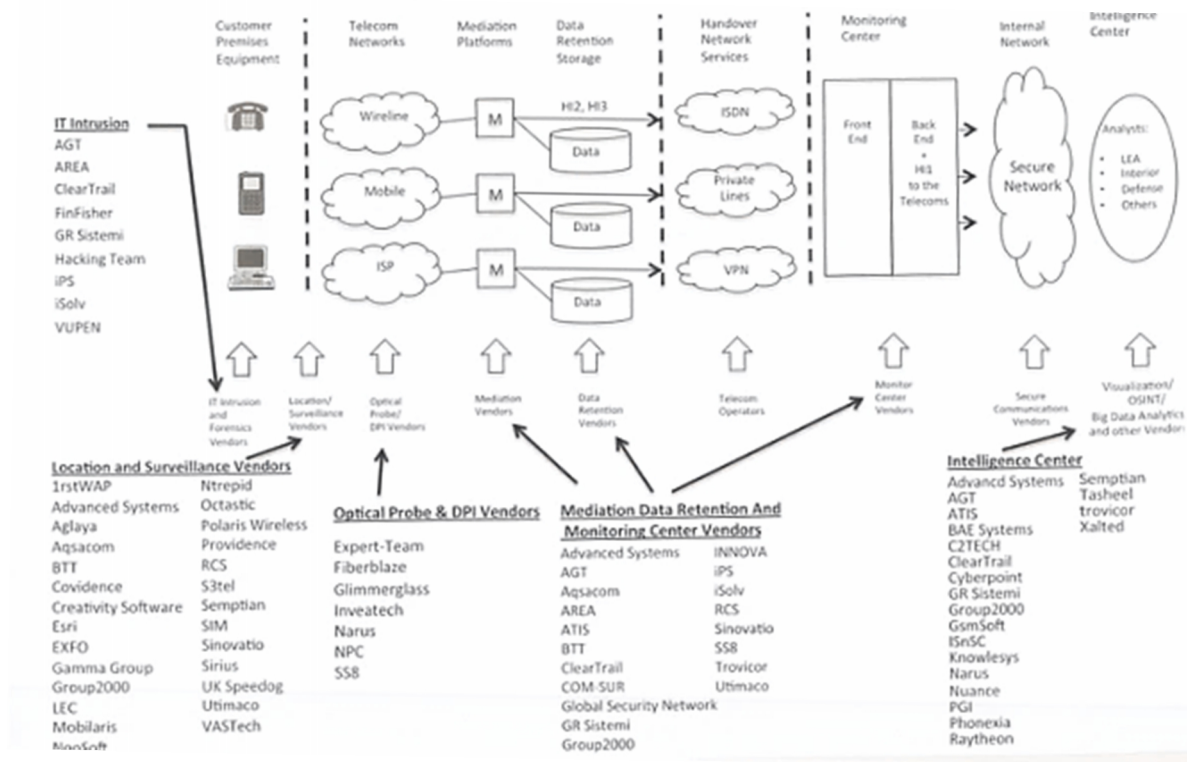 Customer
Premises
Equipment
Telecom
Networks
Mediation
Platforms
Data
Retention
Storage
Handover
Network
Services
Monitoring
Center
Internal
Network
Intelligence
Center
IT Intrusion
AGT
AREA
ClearTrail
FinFisher
GR Sistemi
Hacking Team
iPS
iSolv
VUPEN
Wireline
M
HI2, HI3
Data
ISDN
Mobile
M
Data
Private
Lines
ISP
M
Data
VPN
Front
End
Back
End
+
HI1
to the
Telecoms
Secure
Network
Analysts:
• LEA
• Interior
• Defense
• Others
IT Intrusion
and
Forensics
Vendors
Location/
Surveillance
Vendors
Optical
Probe/
DPI Vendors
Mediation
Vendors
Data
Retention
Vendors
Telecom
Operators
Monitor
Center
Vendors
Secure
Communications
Vendors
Visualization/
OSINT/
Big Data Analytics
and other Vendor
Location and Surveillance Vendors
1rstWAP
Advanced Systems
Aglaya
Aqsacom
BTT
Covidence
Creativity Software
Esri
EXFO
Gamma Group
Group2000
LEC
Mobilaris
NeoSoft
Ntrepid
Octastic
Polaris Wireless
Providence
RCS
S3tel
Semptian
SIM
Sinovatio
Sirius
UK Speedog
Utimaco
VASTech
Optical Probe & DPI Vendors
Expert-Team
Fiberblaze
Glimmerglass
Inveatech
Narus
NPC
SS8
Mediation Data Retention And
Monitoring Center Vendors
Advanced Systems
AGT
Aqsacom
AREA
ATIS
BTT
ClearTrail
COM-SUR
Global Security Network
GR Sistemi
Group2000
INNOVA
iPS
iSolv
RCS
Sinovatio
SS8
Trovicor
Utimaco
Intelligence Center
Advancd Systems
AGT
ATIS
BAE Systems
C2TECH
ClearTrail
Cyberpoint
GR Sistemi
Group2000
GsmSoft
ISnSC
Knowlesys
Narus
Nuance
PGI
Phonexia
Raytheon
Semptian
Tasheel
trovicor
Xalted